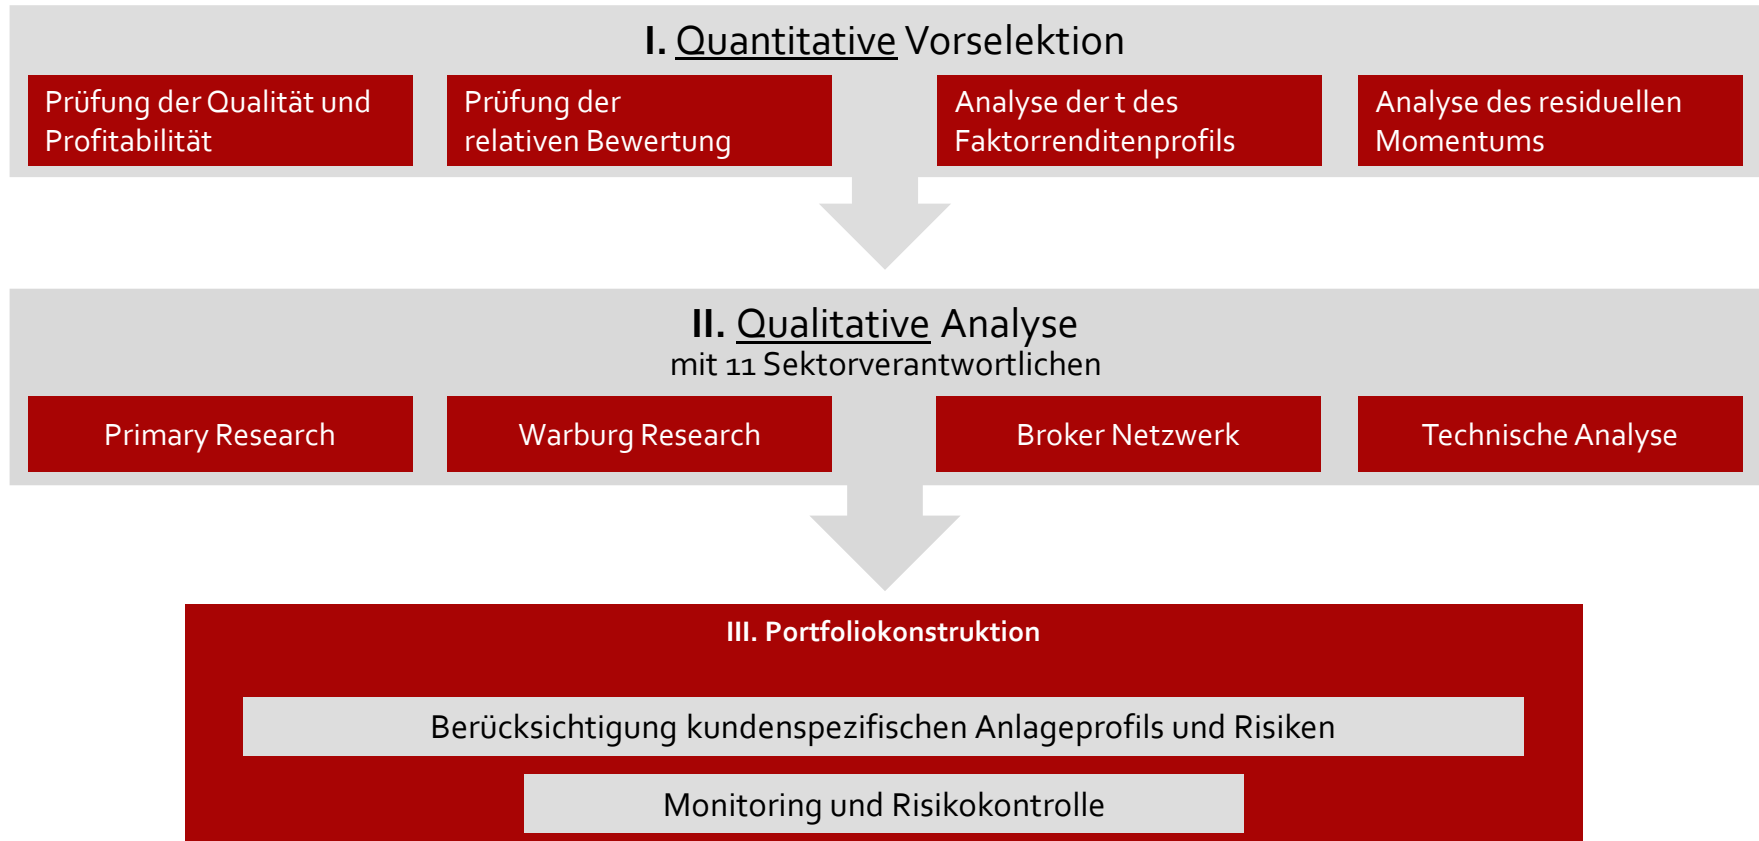 I. Quantitative Vorselektion
Prüfung der Qualität und
Profitabilität
Prüfung der
relativen Bewertung
Analyse der t des
Faktorrenditenprofils
Analyse des residuellen
Momentums
II. Qualitative Analyse
mit 11 Sektorverantwortlichen
Primary Research
Warburg Research
Broker Netzwerk
Technische Analyse
III. Portfoliokonstruktion
Berücksichtigung kundenspezifischen Anlageprofils und Risiken
Monitoring und Risikokontrolle